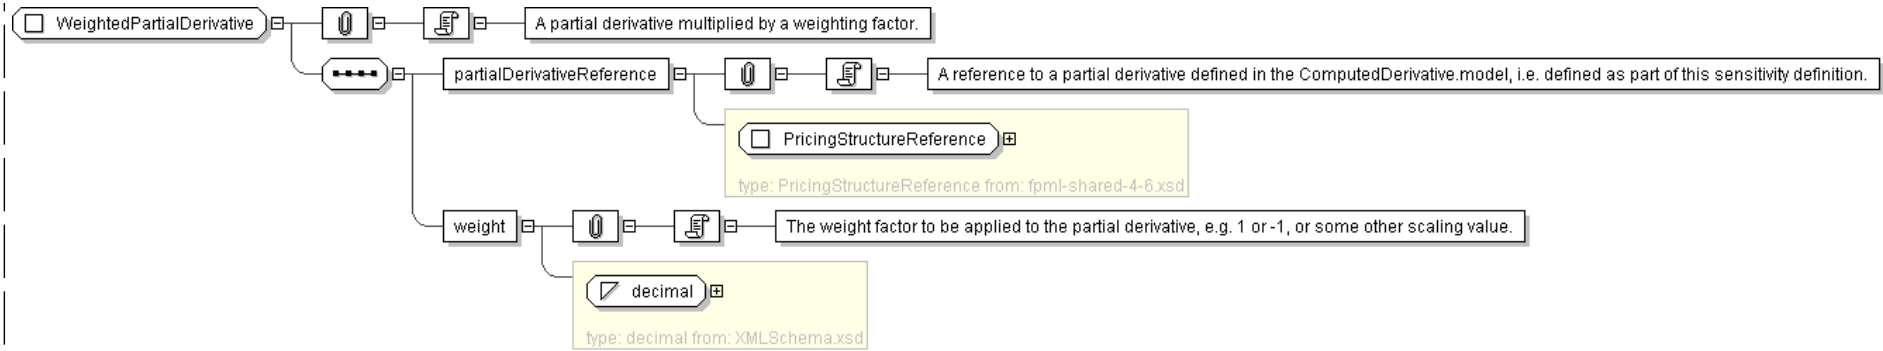 WeightedPartialDerivative
A partial derivative multiplied by a weighting factor.
partialDerivativeReference
A reference to a partial derivative defined in the ComputedDerivative.model, i.e. defined as part of this sensitivity definition.
PricingStructureReference
type: PricingStructureReference from: fpml-shared-4-6.xsd
weight
The weight factor to be applied to the partial derivative, e.g. 1 or -1, or some other scaling value.
decimal
type: decimal from: XMLSchema.xsd